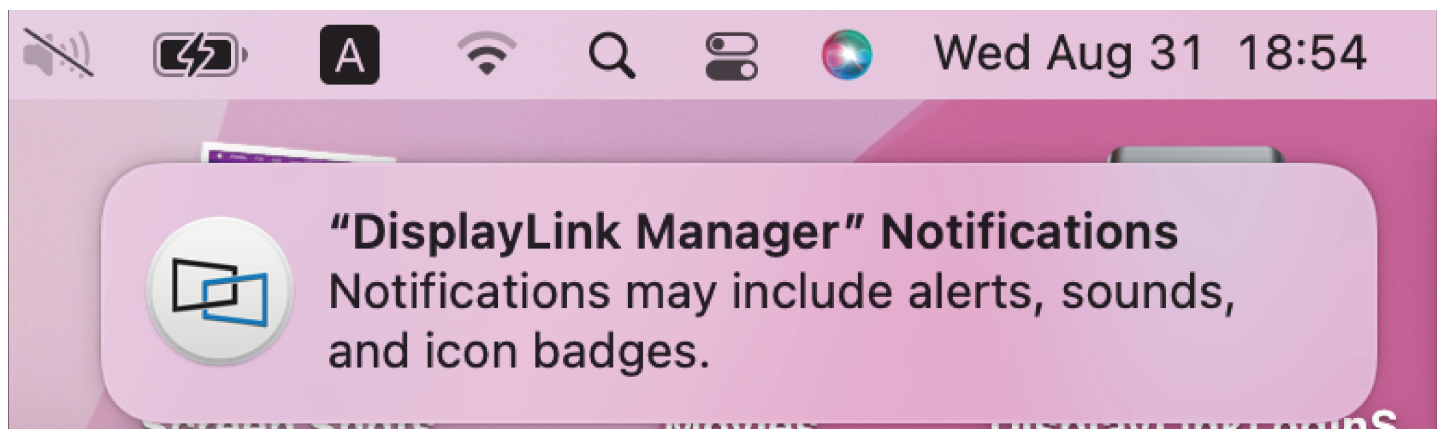 A
Wed Aug 31 18:54
“DisplayLink Manager” Notifications
Notifications may include alerts, sounds,
and icon badges.